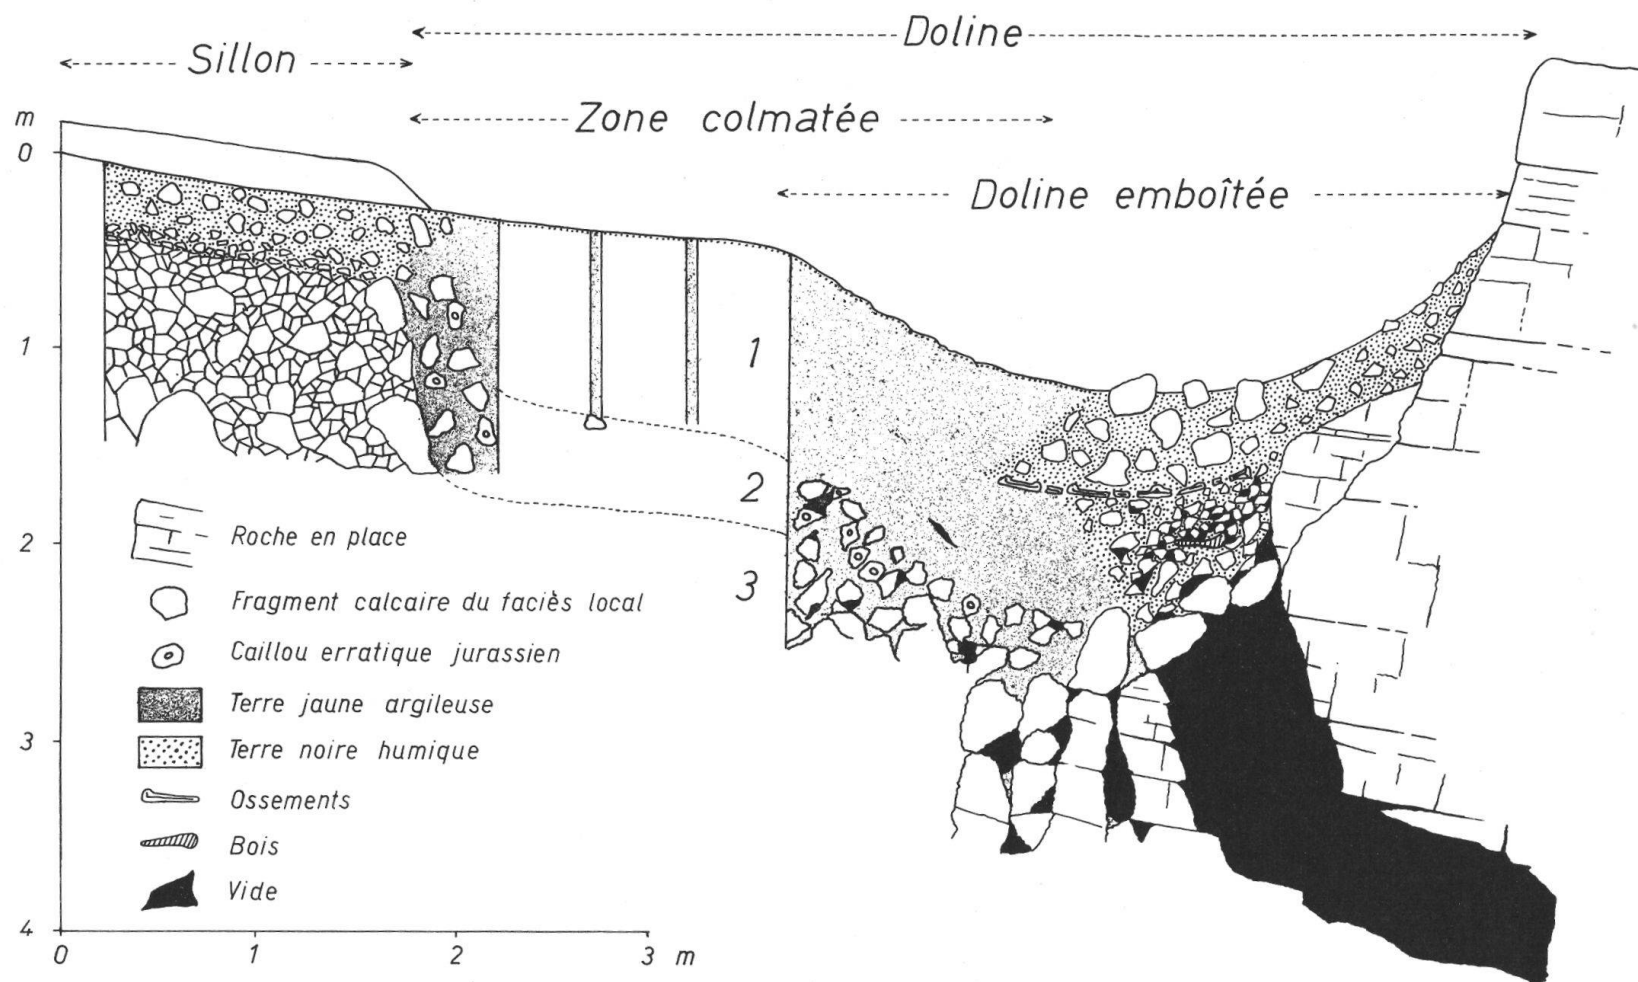 Doline
Sillon
Zone colmatée
Doline emboîtée
m
0
1
2
3
4
1
2
3
Roche en place
Fragment calcaire du faciès local
Caillou erratique jurassien
Terre jaune argileuse
Terre noire humique
Ossements
Bois
Vide
0 1 2 3 m